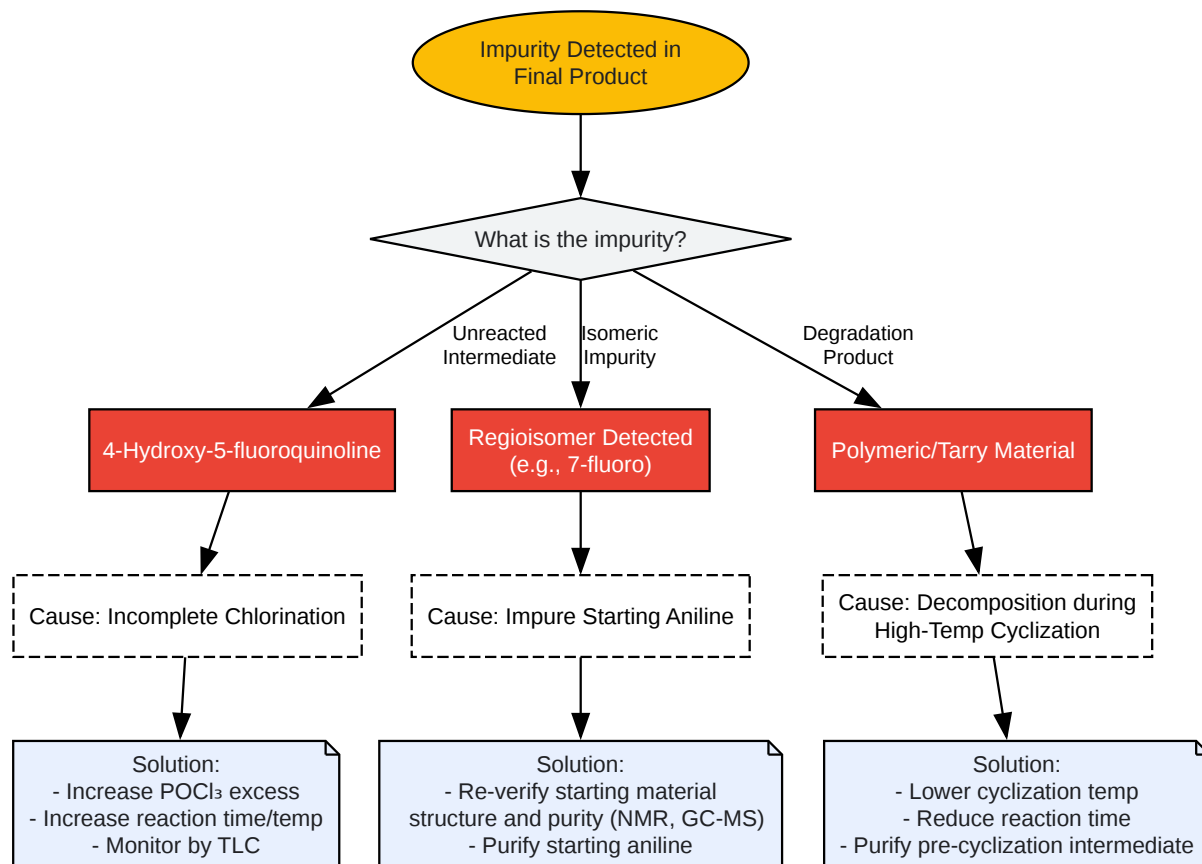 Impurity Detected in
Final Product
What is the impurity?
Unreacted
Intermediate
Isomeric
Impurity
Degradation
Product
4-Hydroxy-5-fluoroquinoline
Regioisomer Detected
(e.g., 7-fluoro)
Polymeric/Tarry Material
Cause: Incomplete Chlorination
Cause: Impure Starting Aniline
Cause: Decomposition during
High-Temp Cyclization
Solution:
- Increase POCl₃ excess
- Increase reaction time/temp
- Monitor by TLC
Solution:
- Re-verify starting material
structure and purity (NMR, GC-MS)
- Purify starting aniline
Solution:
- Lower cyclization temp
- Reduce reaction time
- Purify pre-cyclization intermediate